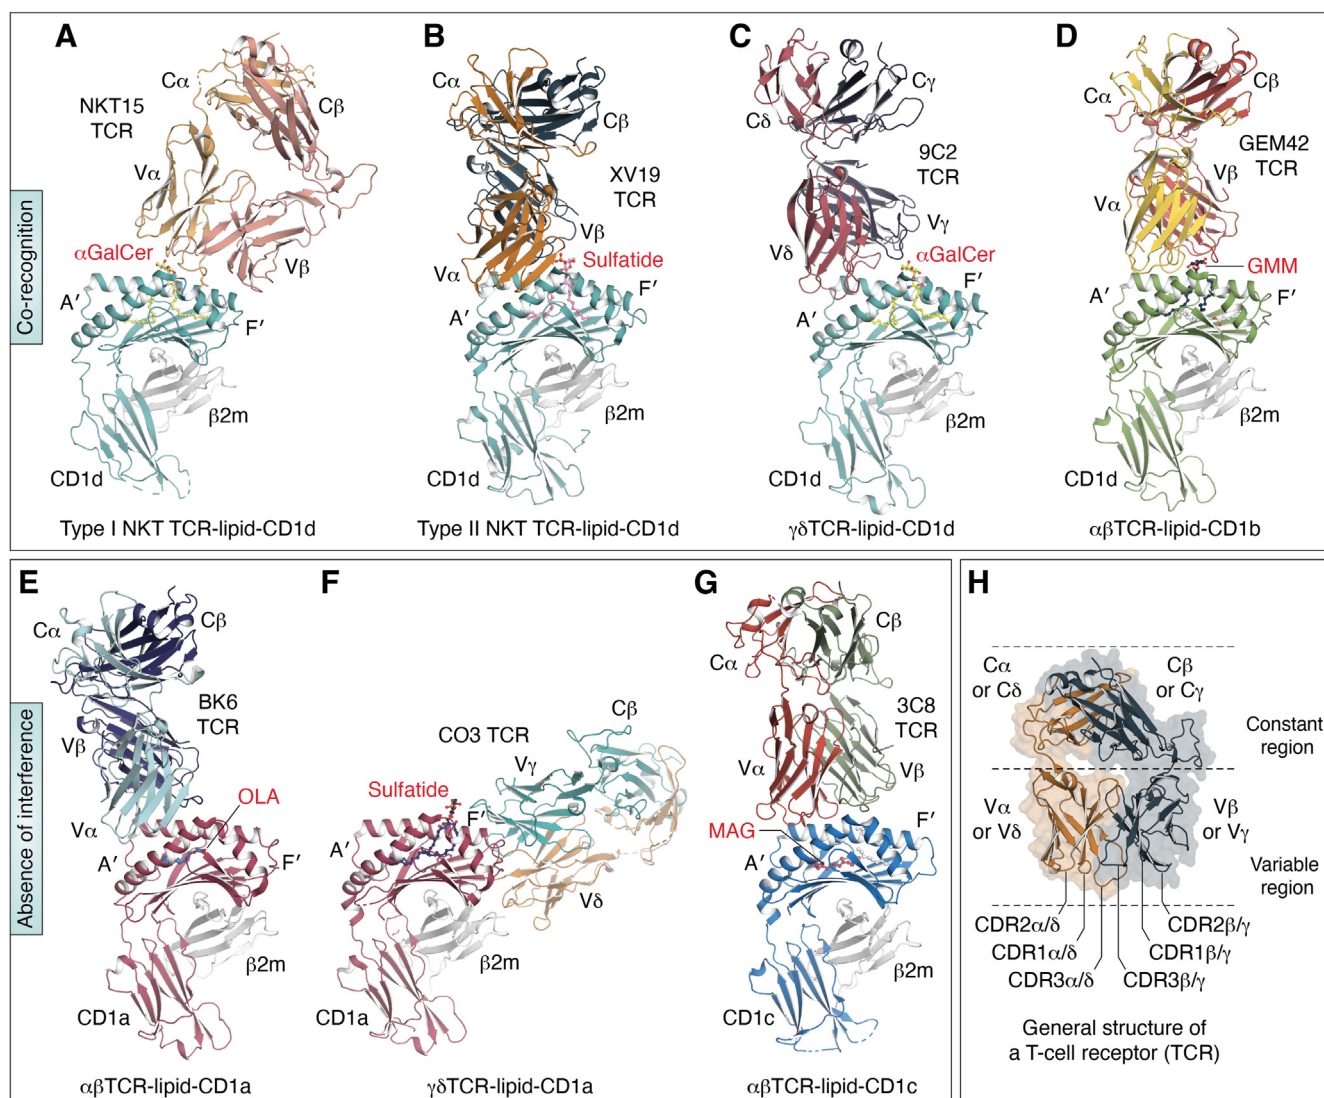 Co-recognition
A
NKT15
TCR
Cα
Cβ
Vα
Vβ
αGalCer
A′
F′
β2m
CD1d
Type I NKT TCR-lipid-CD1d
B
Cα
Cβ
XV19
TCR
Vβ
Vα
Sulfatide
A′
F′
β2m
CD1d
Type II NKT TCR-lipid-CD1d
C
Cδ
Cγ
9C2
TCR
Vγ
Vδ
αGalCer
A′
F′
β2m
CD1d
γδTCR-lipid-CD1d
D
Cα
Cβ
GEM42
TCR
Vβ
Vα
GMM
A′
F′
β2m
CD1d
αβTCR-lipid-CD1b
Absence of interference
E
Cα
Cβ
BK6
TCR
Vβ
Vα
OLA
A′
F′
β2m
CD1a
αβTCR-lipid-CD1a
F
CO3 TCR
Cβ
Vγ
Sulfatide
F′
A′
Vδ
β2m
CD1a
γδTCR-lipid-CD1a
G
Cα
Cβ
3C8
TCR
Vα
Vβ
MAG
A′
F′
β2m
CD1c
αβTCR-lipid-CD1c
H
Cα
or Cδ
Cβ
or Cγ
Constant
region
Vα
or Vδ
Vβ
or Vγ
Variable
region
CDR2α/δ
CDR2β/γ
CDR1α/δ
CDR1β/γ
CDR3α/δ
CDR3β/γ
General structure of
a T-cell receptor (TCR)